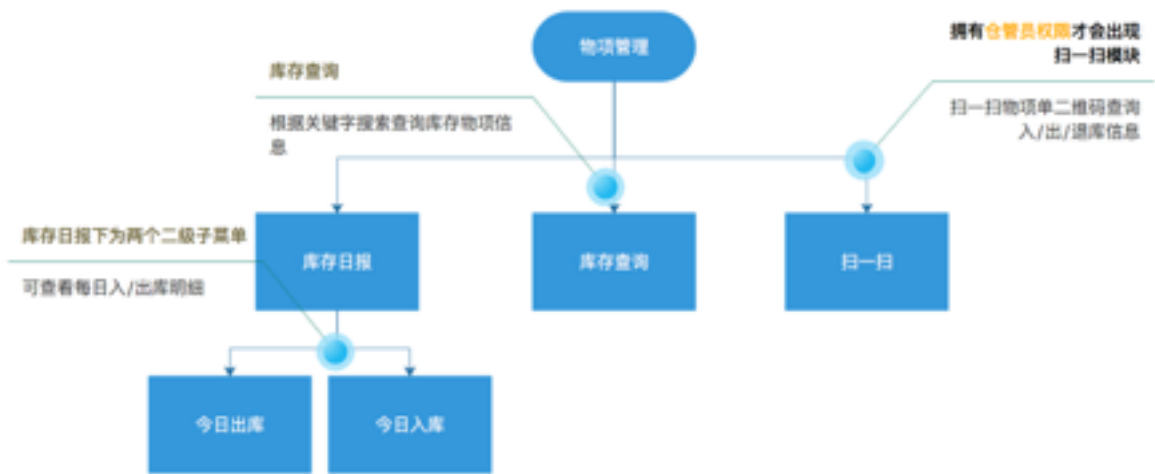 物项管理
拥有仓管员权限才会出现
扫一扫模块
库存查询
扫一扫物项单二维码查询
入/出/退库信息
根据关键字搜索查询库存物项信
息
库存日报下为两个二级子菜单
可查看每日入/出库明细
库存日报
库存查询
扫一扫
今日出库
今日入库